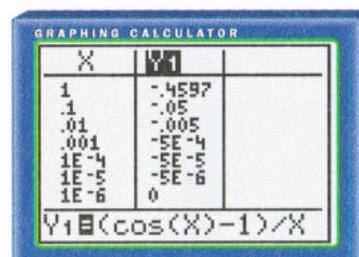 GRAPHING CALCULATOR
X Y1
1 -.4597
.1 -.05
.01 -.005
.001 -5E-4
1E-4 -5E-5
1E-5 -5E-6
1E-6 0
Y1=(cos(X)-1)/X